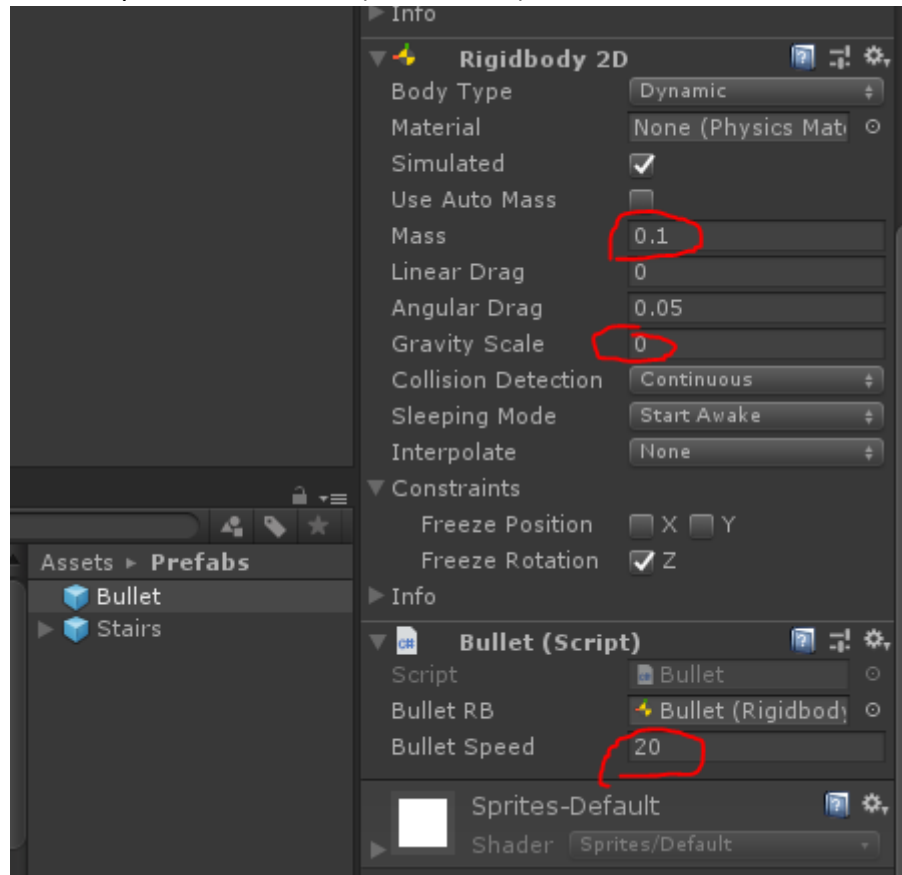 Info
Rigidbody 2D
Body Type Dynamic
Material None (Physics Mat
Simulated
Use Auto Mass
Mass 0.1
Linear Drag 0
Angular Drag 0.05
Gravity Scale 0
Collision Detection Continuous
Sleeping Mode Start Awake
Interpolate None
Constraints
Freeze Position X Y
Freeze Rotation Z
Info
Assets Prefabs
Bullet
Stairs
Bullet (Script)
Script Bullet
Bullet RB Bullet (Rigidbody
Bullet Speed 20
Sprites-Default
Shader Sprites/Default